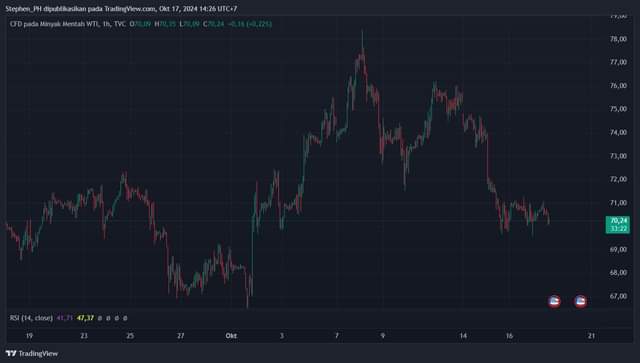 Stephen_PH dipublikasikan pada TradingView.com, Okt 17, 2024 14:26 UTC+7
CFD pada Minyak Mentah WTI, 1h, TVC O70,09 H70,35 L70,09 C70,24 +0,16 (+0,22%)
79,00
78,00
77,00
76,00
75,00
74,00
73,00
72,00
71,00
70,24
33:22
69,00
68,00
67,00
RSI (14, close) 41,71 47,37 ø ø ø ø
19 23 25 27 Okt 3 7 9 14 16 21
TradingView